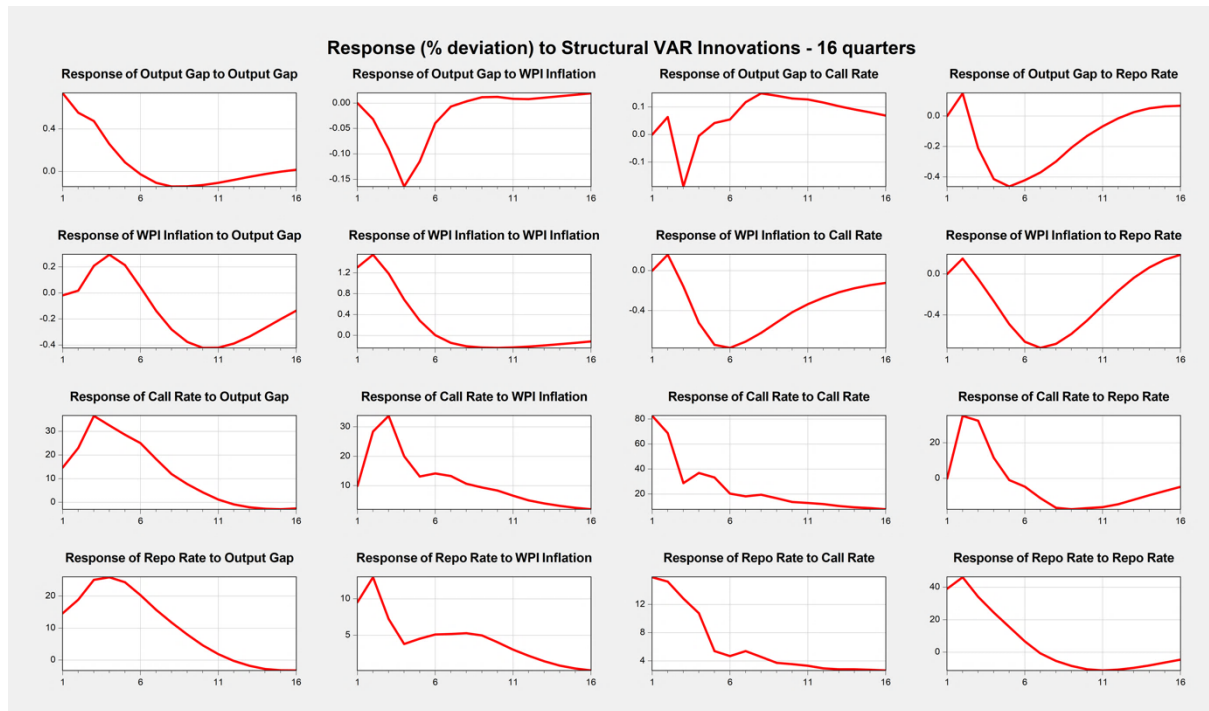 Response (% deviation) to Structural VAR Innovations - 16 quarters
Response of Output Gap to Output Gap
0.4
0.0
1 6 11 16
Response of Output Gap to WPI Inflation
0.00
-0.05
-0.10
-0.15
1 6 11 16
Response of Output Gap to Call Rate
0.1
0.0
-0.1
1 6 11 16
Response of Output Gap to Repo Rate
0.0
-0.2
-0.4
1 6 11 16
Response of WPI Inflation to Output Gap
0.2
0.0
-0.2
-0.4
1 6 11 16
Response of WPI Inflation to WPI Inflation
1.2
0.8
0.4
0.0
1 6 11 16
Response of WPI Inflation to Call Rate
0.0
-0.4
1 6 11 16
Response of WPI Inflation to Repo Rate
0.0
-0.4
1 6 11 16
Response of Call Rate to Output Gap
30
20
10
0
1 6 11 16
Response of Call Rate to WPI Inflation
30
20
10
1 6 11 16
Response of Call Rate to Call Rate
80
60
40
20
1 6 11 16
Response of Call Rate to Repo Rate
20
0
1 6 11 16
Response of Repo Rate to Output Gap
20
10
0
1 6 11 16
Response of Repo Rate to WPI Inflation
10
5
1 6 11 16
Response of Repo Rate to Call Rate
12
8
4
1 6 11 16
Response of Repo Rate to Repo Rate
40
20
0
1 6 11 16